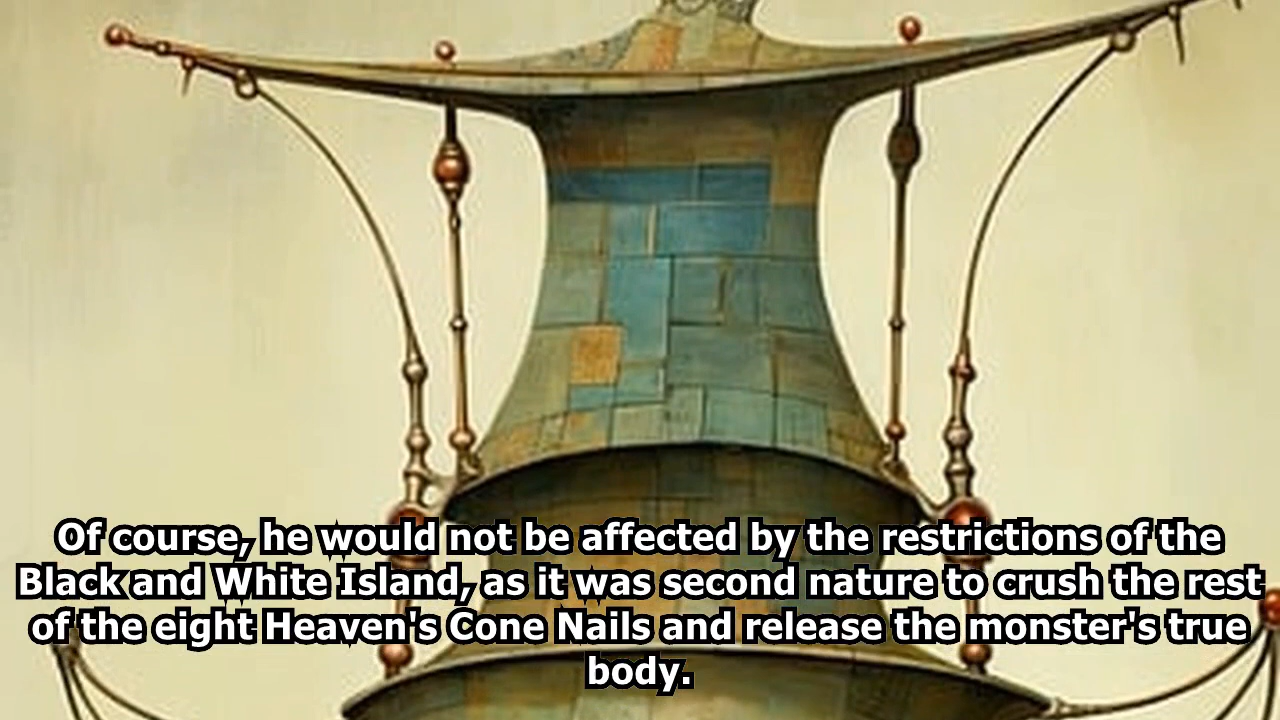 Of course, he would not be affected by the restrictions of the
Black and White Island, as it was second nature to crush the rest
of the eight Heaven's Cone Nails and release the monster's true
body.